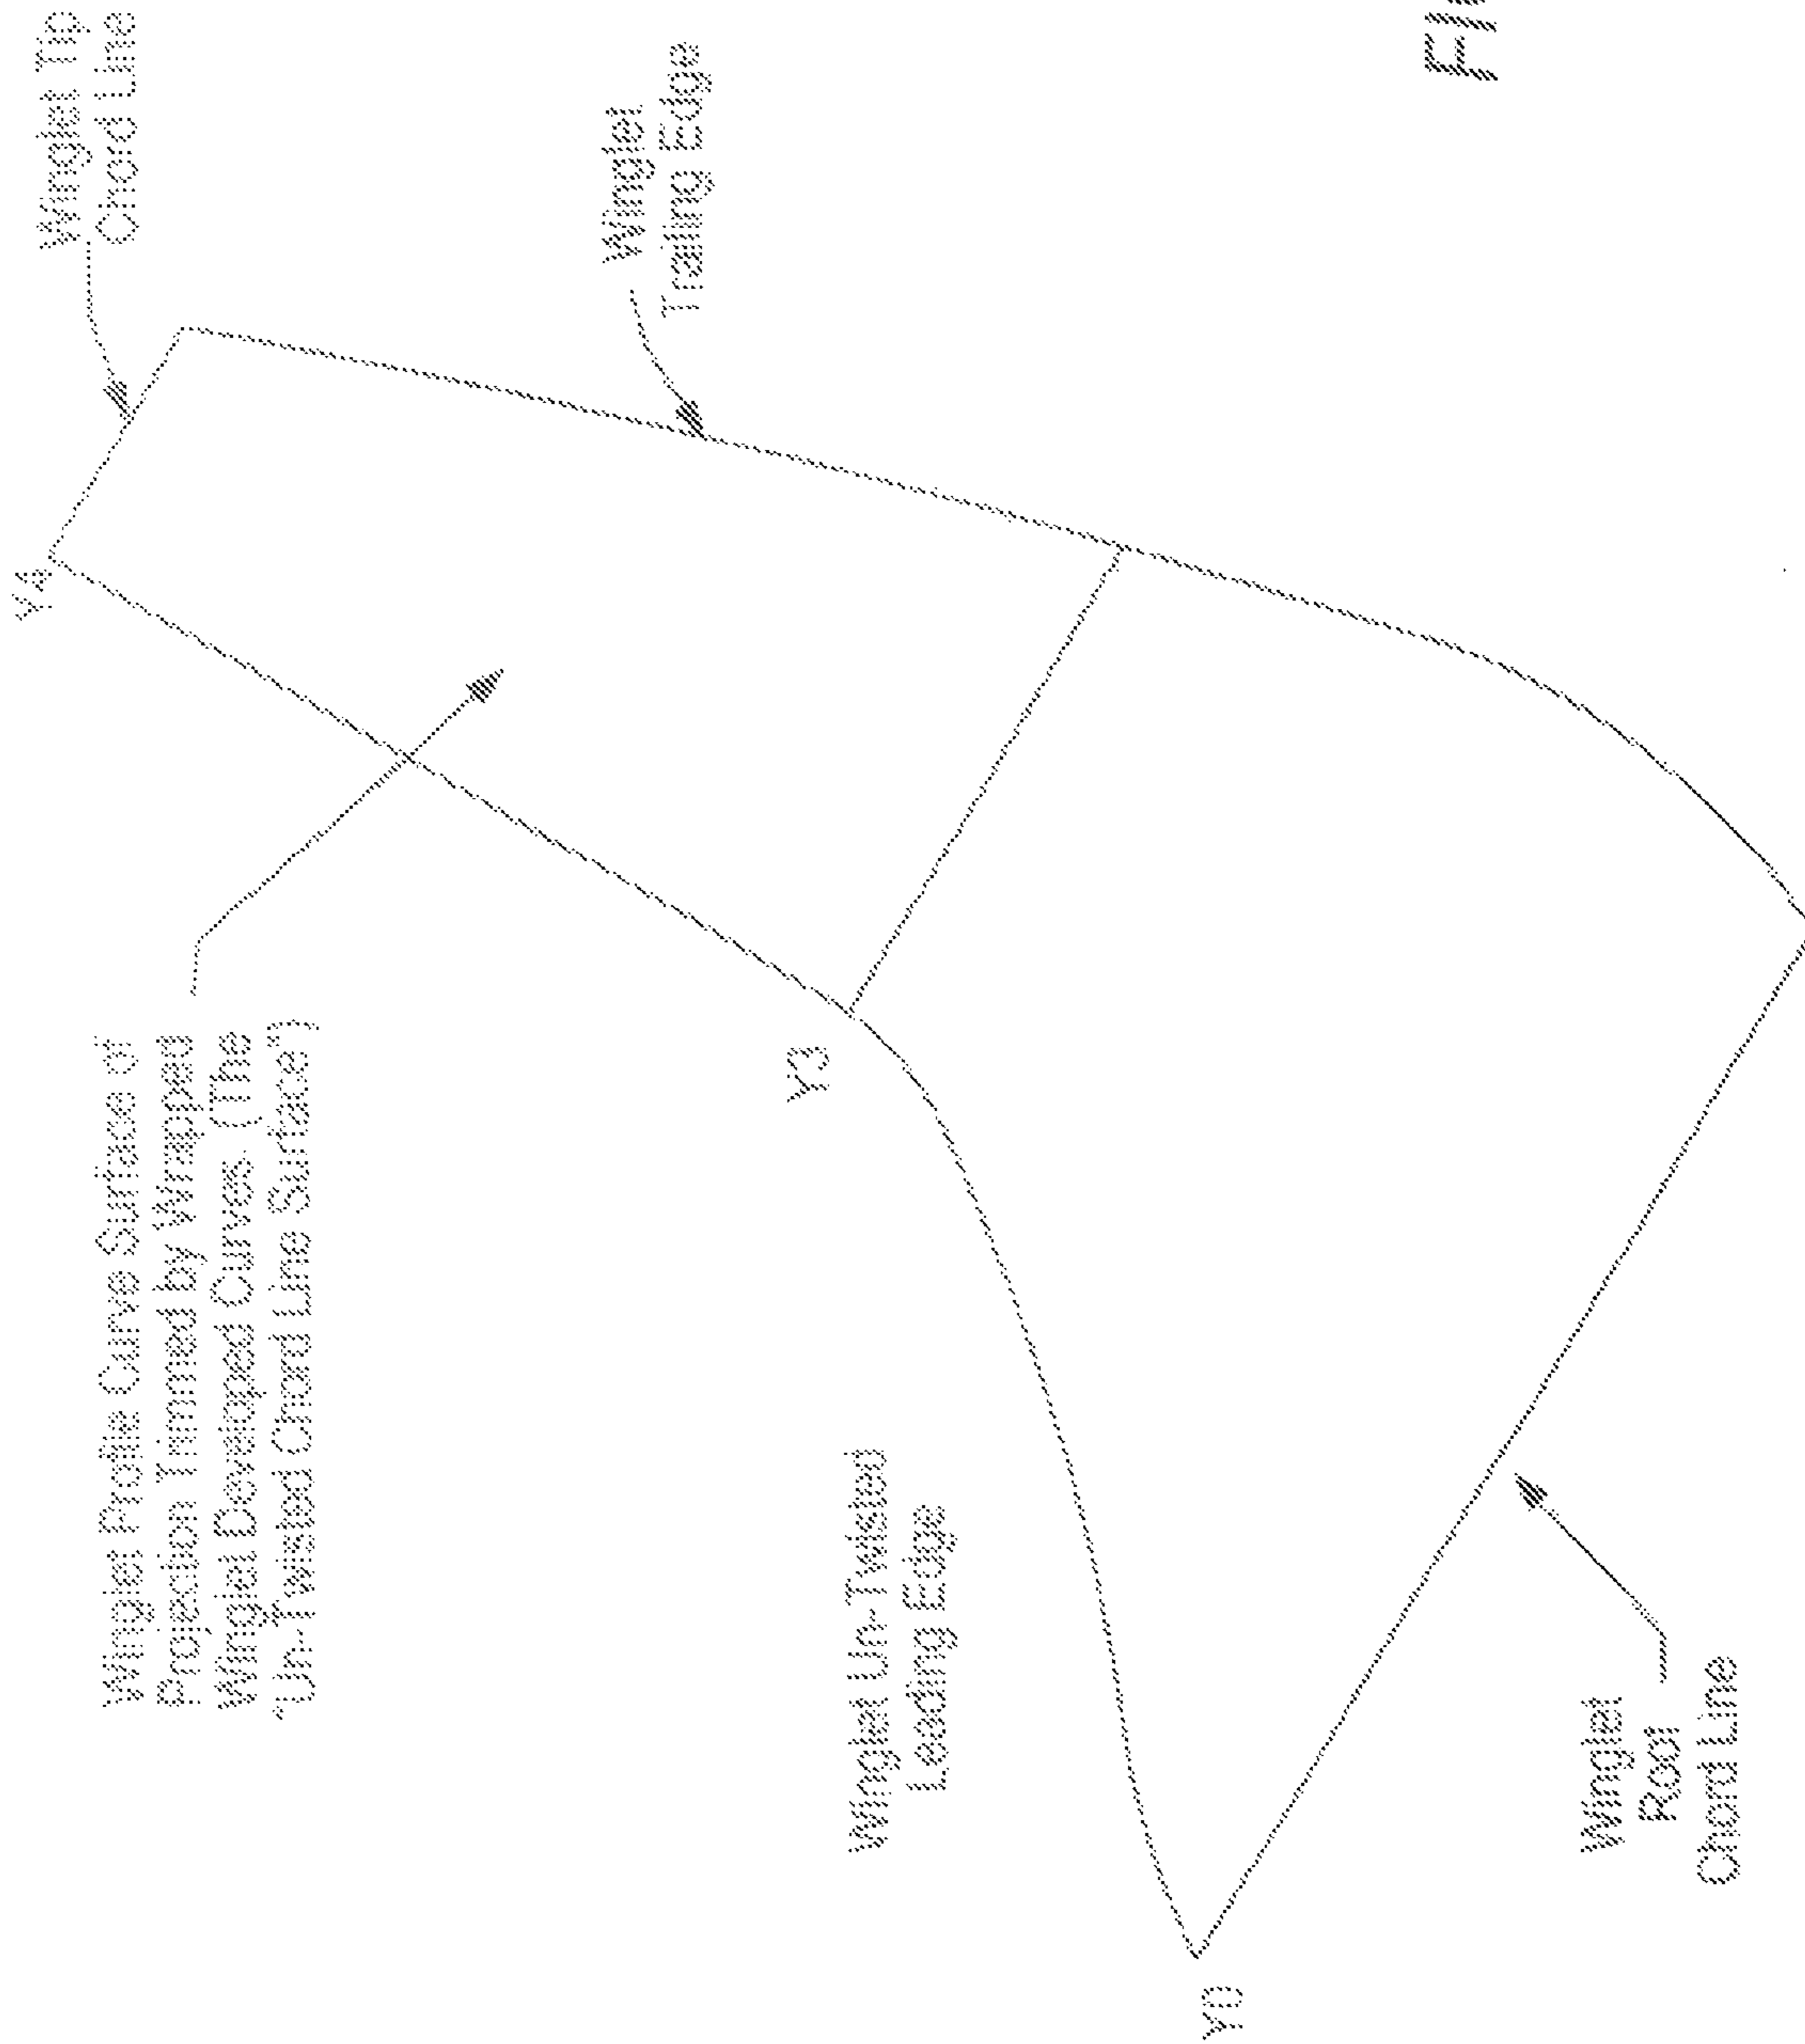 Winglet Tip
Chord Line
Winglet
Trailing Edge
Y4
Winglet Profile Curve Surface of
Projection Trimmed by Wrapped
Winglet Developed Curves. (The
"Un-Twisted Chord Line Surface")
Y3
Winglet Un-Twisted
Leading Edge
Y0
Winglet
Root
Chord Line